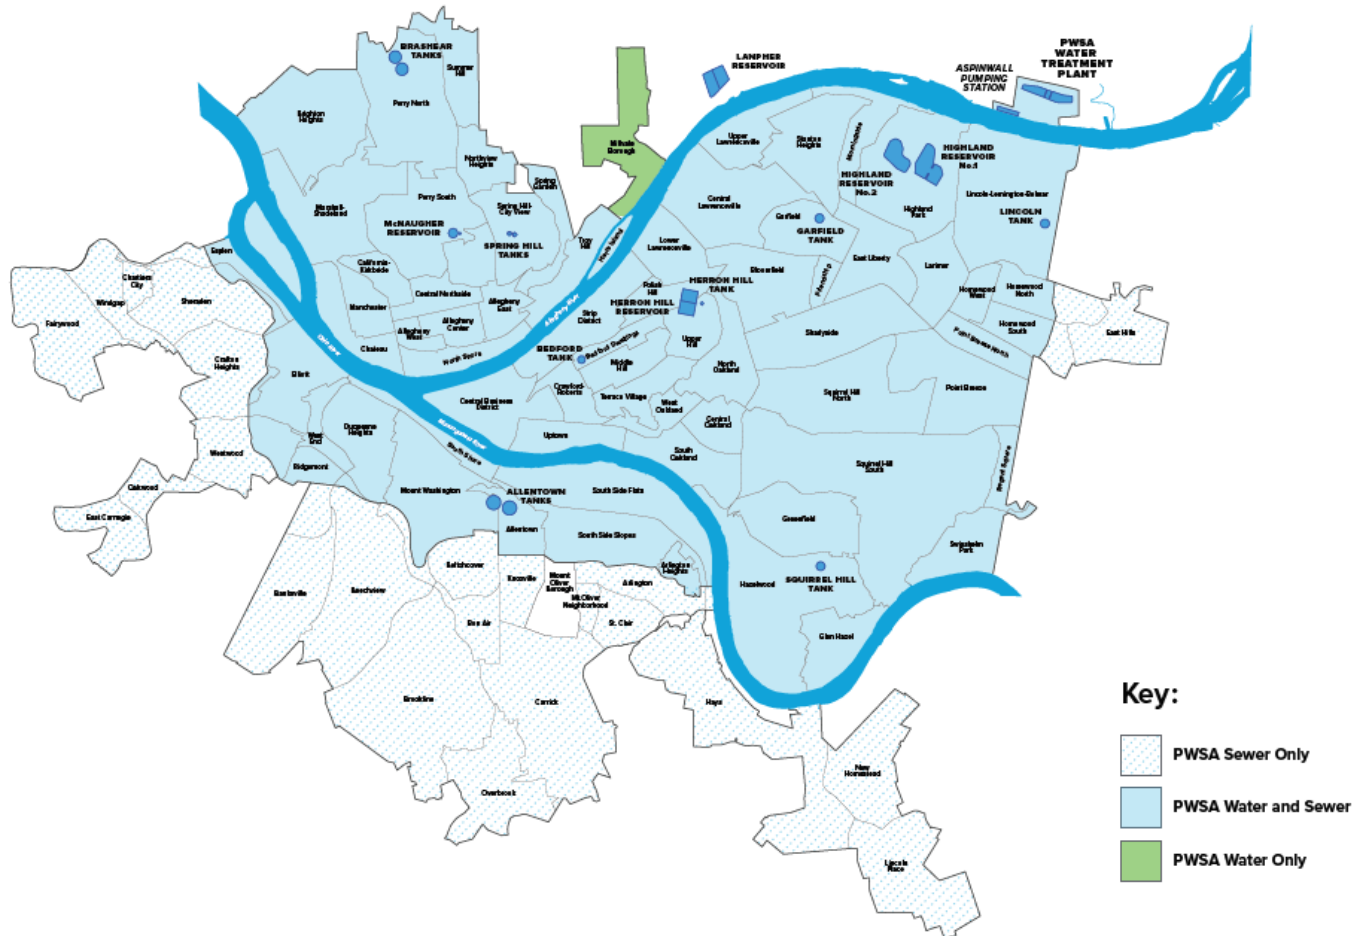 BRASHEAR
TANKS
Summer
Hill
Perry North
Brighton
Heights
Northview
Heights
Spring
Garden
Perry South
Spring Hill-
City View
Marshall-
Shadeland
McNAUGHER
RESERVOIR
SPRING HILL
TANKS
Troy
Hill
Herrs Island
California-
Kirkbride
Central Northside
Manchester
Allegheny
East
Allegheny
Center
Allegheny
West
Chateau
North Shore
Millvale
Borough
LANPHER
RESERVOIR
ASPINWALL
PUMPING
STATION
PWSA
WATER
TREATMENT
PLANT
Upper
Lawrenceville
Stanton
Heights
Morningside
HIGHLAND
RESERVOIR
No.1
HIGHLAND
RESERVOIR
No.2
Highland
Park
Lincoln-Lemington-Belmar
LINCOLN
TANK
Central
Lawrenceville
Garfield
GARFIELD
TANK
Lower
Lawrenceville
Bloomfield
Friendship
East Liberty
Larimer
Homewood
West
Homewood
North
Homewood
South
Point Breeze North
East Hills
Polish
Hill
HERRON HILL
TANK
HERRON HILL
RESERVOIR
Strip
District
Allegheny River
Upper
Hill
Shadyside
BEDFORD
TANK
Bedford Dwellings
Middle
Hill
North
Oakland
Crawford-
Roberts
Terrace Village
West
Oakland
Central
Oakland
Squirrel Hill
North
Point Breeze
Central Business
District
Uptown
South
Oakland
Squirrel Hill
South
Regent Square
Esplen
Chartiers
City
Windgap
Sheraden
Fairywood
Crafton
Heights
Ohio River
Elliott
West
End
Duquesne
Heights
Monongahela River
South Shore
Westwood
Ridgemont
Oakwood
East Carnegie
Mount Washington
ALLENTOWN
TANKS
Allentown
South Side Flats
South Side Slopes
Arlington
Heights
Greenfield
Swisshelm
Park
Hazelwood
SQUIRREL HILL
TANK
Glen Hazel
Banksville
Beechview
Beltzhoover
Knoxville
Mount
Oliver
Borough
Mt. Oliver
Neighborhood
Arlington
St. Clair
Bon Air
Brookline
Carrick
Overbrook
Hays
New
Homestead
Lincoln
Place
Key:
PWSA Sewer Only
PWSA Water and Sewer
PWSA Water Only